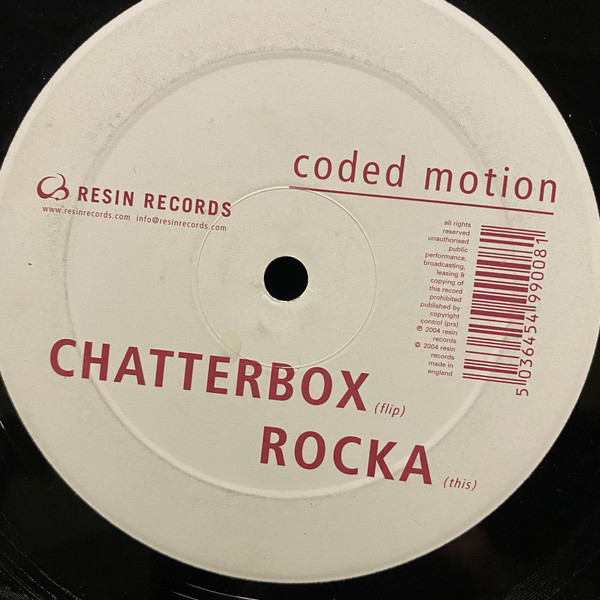 coded motion
RESIN RECORDS
www.resinrecords.com info@resinrecords.com
all rights
reserved
unauthorised
public
performance,
broadcasting,
leasing &
copying of
this record
prohibited
published by
copyright
control (prs)
℗ 2004 resin
records
© 2004 resin
records
made in
england
5 036454 990081
CHATTERBOX (flip)
ROCKA (this)